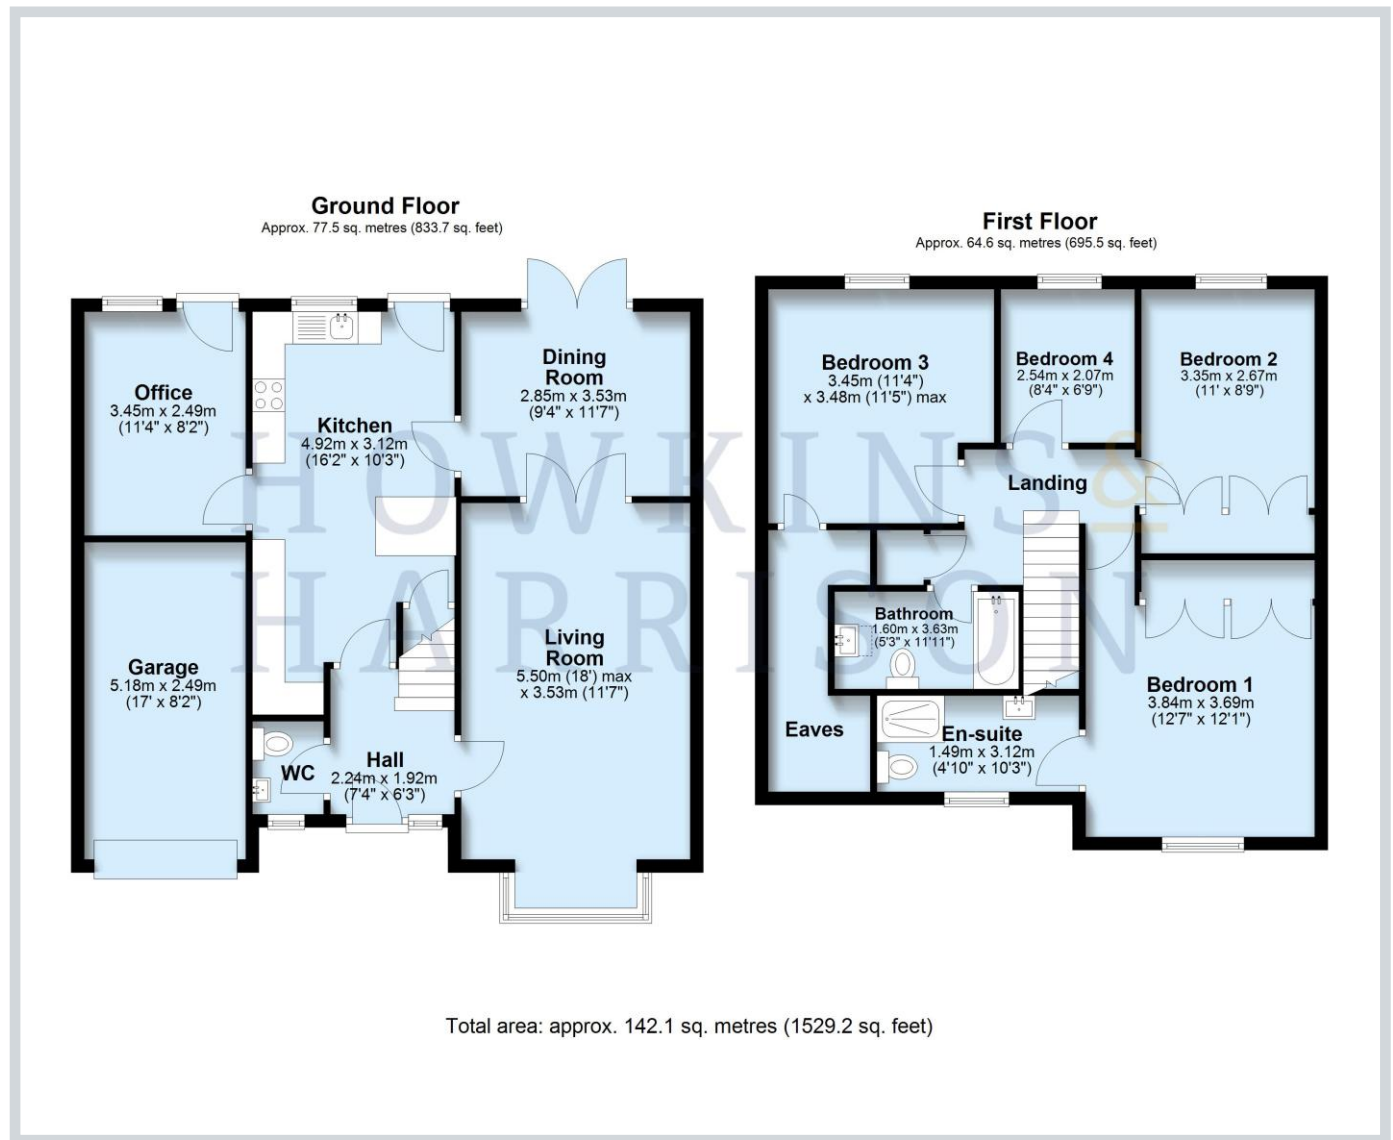 Ground Floor
Approx. 77.5 sq. metres (833.7 sq. feet)
Office
3.45m x 2.49m
(11'4" x 8'2")
Kitchen
4.92m x 3.12m
(16'2" x 10'3")
Dining
Room
2.85m x 3.53m
(9'4" x 11'7")
Garage
5.18m x 2.49m
(17' x 8'2")
Living
Room
5.50m (18') max
x 3.53m (11'7")
WC
Hall
2.24m x 1.92m
(7'4" x 6'3")
First Floor
Approx. 64.6 sq. metres (695.5 sq. feet)
Bedroom 3
3.45m (11'4")
x 3.48m (11'5") max
Bedroom 4
2.54m x 2.07m
(8'4" x 6'9")
Bedroom 2
3.35m x 2.67m
(11' x 8'9")
Landing
Bathroom
1.60m x 3.63m
(5'3" x 11'11")
Bedroom 1
3.84m x 3.69m
(12'7" x 12'1")
Eaves
En-suite
1.49m x 3.12m
(4'10" x 10'3")
HOWKINS &
HARRISON
Total area: approx. 142.1 sq. metres (1529.2 sq. feet)